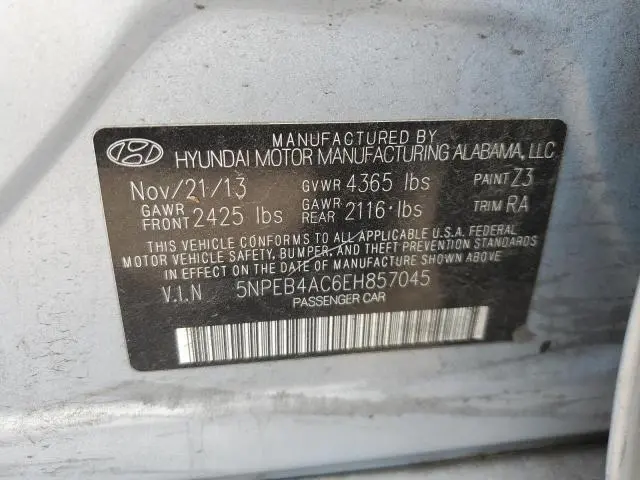 MANUFACTURED BY
HYUNDAI MOTOR MANUFACTURING ALABAMA, LLC
Nov/21/13 GVWR 4365 lbs PAINT Z3
GAWR FRONT 2425 lbs GAWR REAR 2116 lbs TRIM RA
THIS VEHICLE CONFORMS TO ALL APPLICABLE U.S.A. FEDERAL
MOTOR VEHICLE SAFETY, BUMPER, AND THEFT PREVENTION STANDARDS
IN EFFECT ON THE DATE OF MANUFACTURE SHOWN ABOVE.
V.I.N 5NPEB4AC6EH857045
PASSENGER CAR